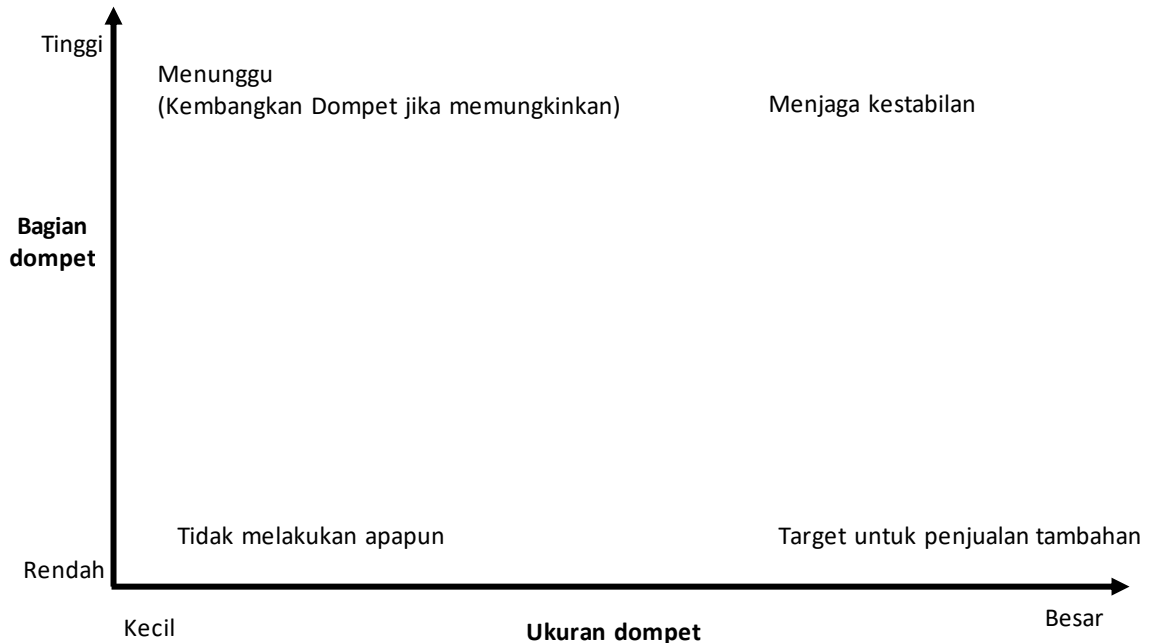 Tinggi
Menunggu
(Kembangkan Dompet jika memungkinkan)
Menjaga kestabilan
Bagian
dompet
Tidak melakukan apapun
Target untuk penjualan tambahan
Rendah
Kecil
Ukuran dompet
Besar